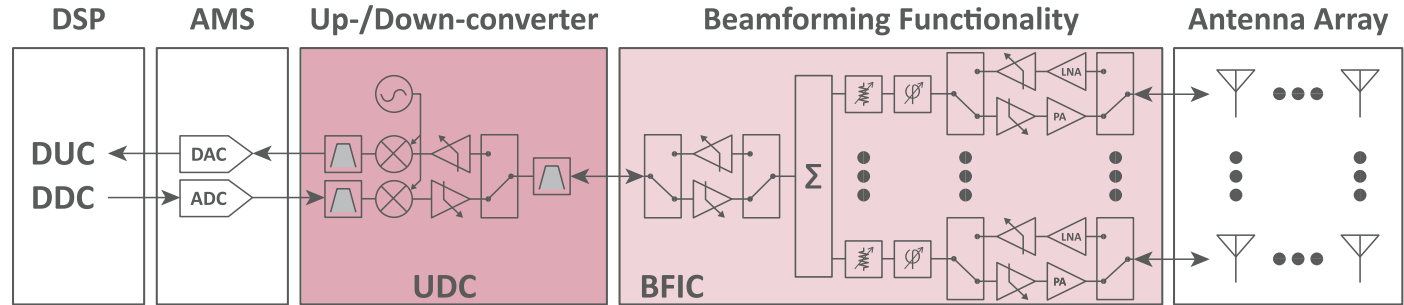 DSP
AMS
Up-/Down-converter
Beamforming Functionality
Antenna Array
DUC
DDC
DAC
ADC
UDC
BFIC
Σ
φ
LNA
PA
φ
LNA
PA